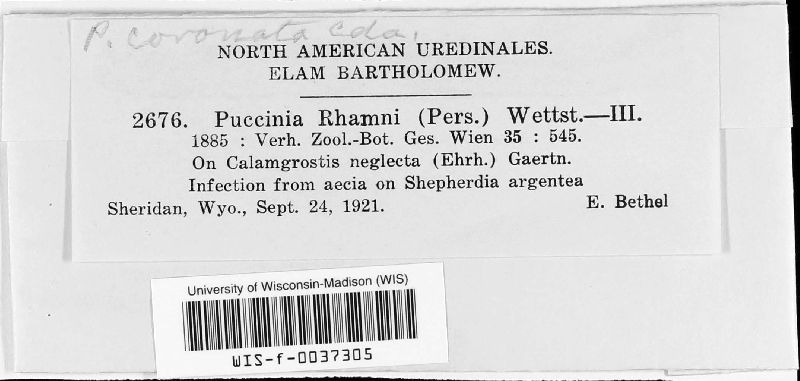 P. coronata Cda.
NORTH AMERICAN UREDINALES.
ELAM BARTHOLOMEW.
2676. Puccinia Rhamni (Pers.) Wettst.—III.
1885 : Verh. Zool.-Bot. Ges. Wien 35 : 545.
On Calamgrostis neglecta (Ehrh.) Gaertn.
Infection from aecia on Shepherdia argentea
Sheridan, Wyo., Sept. 24, 1921. E. Bethel
University of Wisconsin-Madison (WIS)
WIS-f-0037305